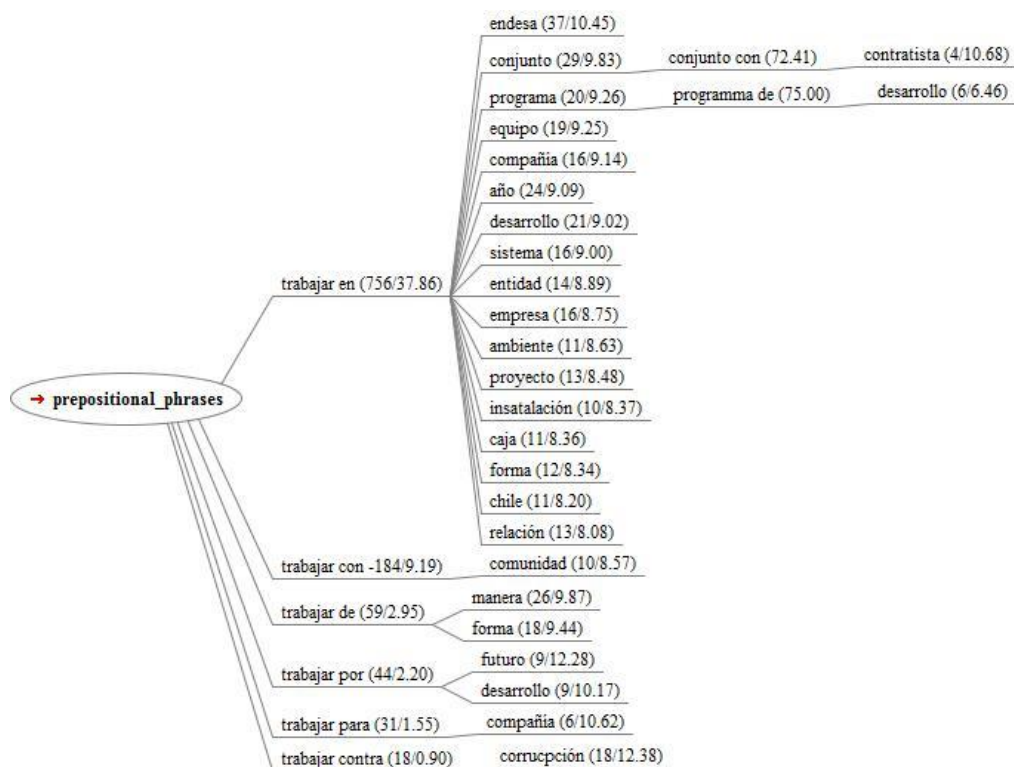 endesa (37/10.45)
conjunto (29/9.83) conjunto con (72.41) contratista (4/10.68)
programa (20/9.26) programma de (75.00) desarrollo (6/6.46)
equipo (19/9.25)
compañia (16/9.14)
año (24/9.09)
desarrollo (21/9.02)
sistema (16/9.00)
trabajar en (756/37.86) entidad (14/8.89)
empresa (16/8.75)
ambiente (11/8.63)
proyecto (13/8.48)
➔ prepositional_phrases
insatalación (10/8.37)
caja (11/8.36)
forma (12/8.34)
chile (11/8.20)
relación (13/8.08)
trabajar con -184/9.19) comunidad (10/8.57)
trabajar de (59/2.95) manera (26/9.87)
forma (18/9.44)
trabajar por (44/2.20) futuro (9/12.28)
desarrollo (9/10.17)
trabajar para (31/1.55) compañía (6/10.62)
trabajar contra (18/0.90) corrucpción (18/12.38)